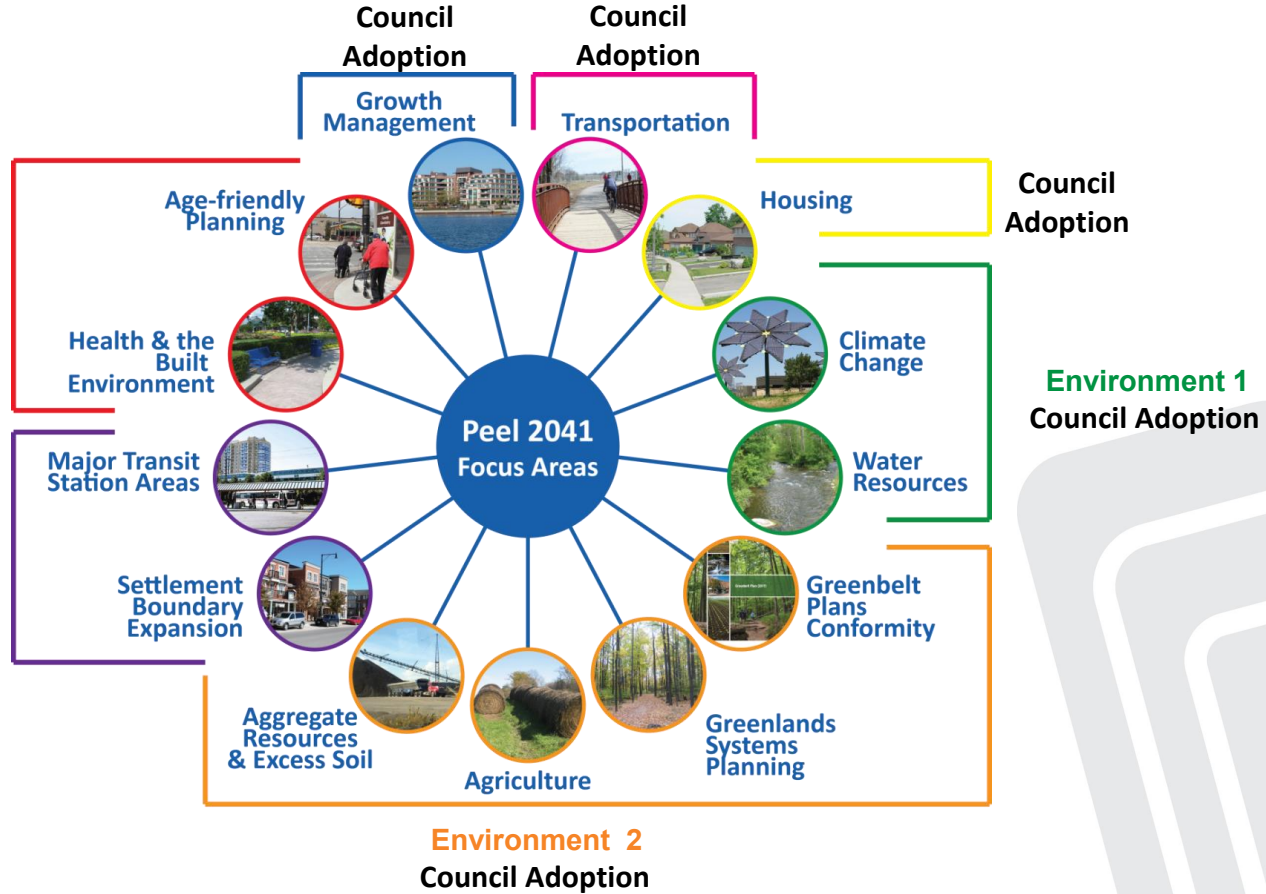 Council
Adoption
Council
Adoption
Growth
Management
Transportation
Age-friendly
Planning
Housing
Council
Adoption
Health & the
Built
Environment
Climate
Change
Environment 1
Council Adoption
Peel 2041
Focus Areas
Major Transit
Station Areas
Water
Resources
Settlement
Boundary
Expansion
Greenbelt
Plans
Conformity
Aggregate
Resources
& Excess Soil
Agriculture
Greenlands
Systems
Planning
Environment 2
Council Adoption